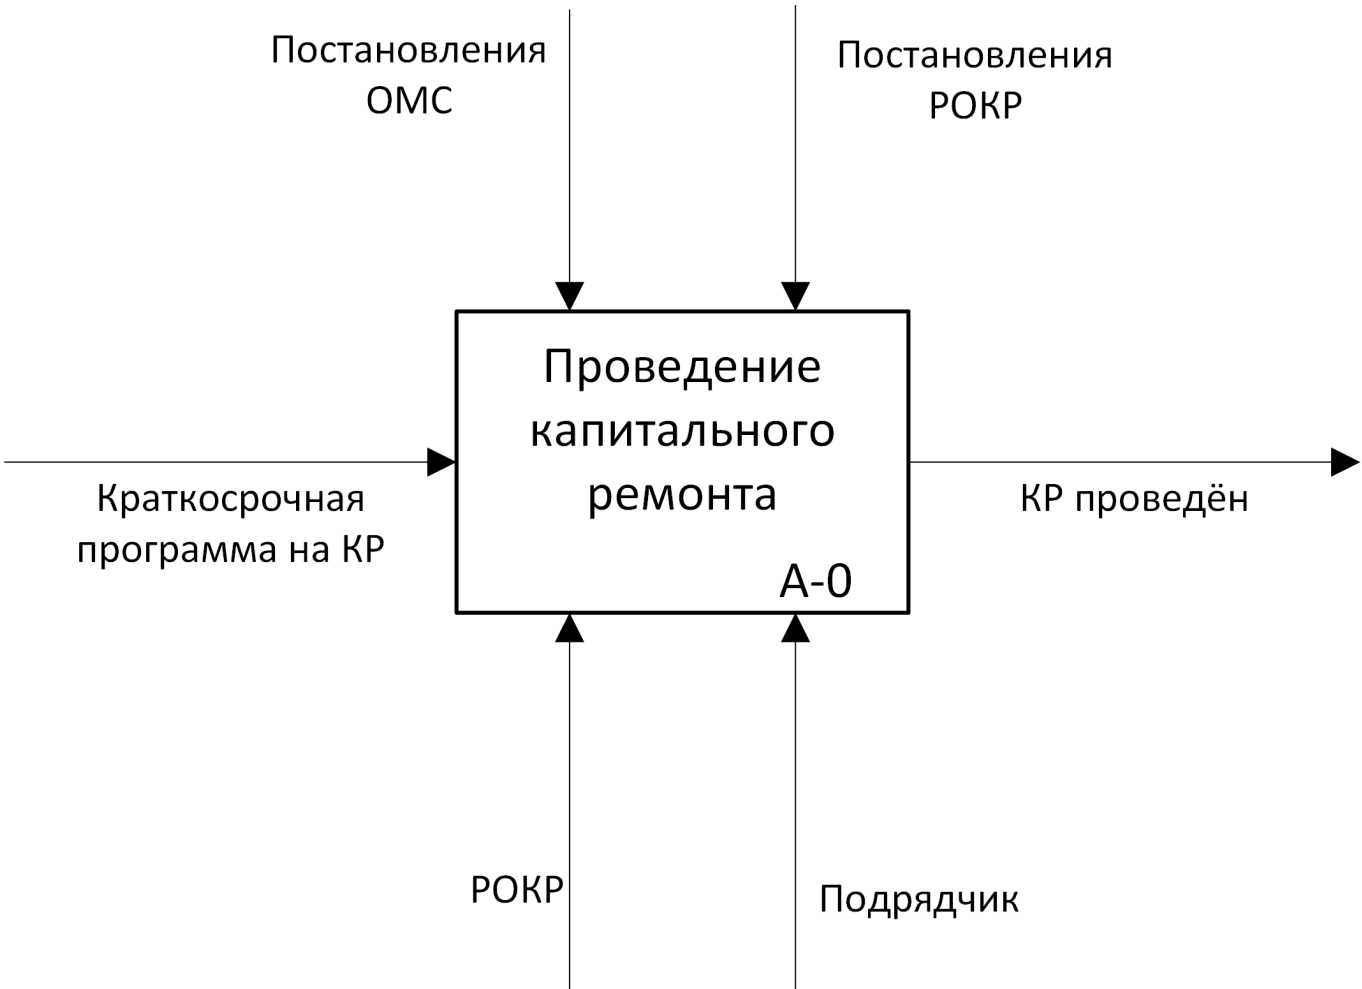 Постановления
ОМС
Постановления
РОКР
Проведение
капитального
ремонта
А-0
Краткосрочная
программа на КР
КР проведён
РОКР
Подрядчик